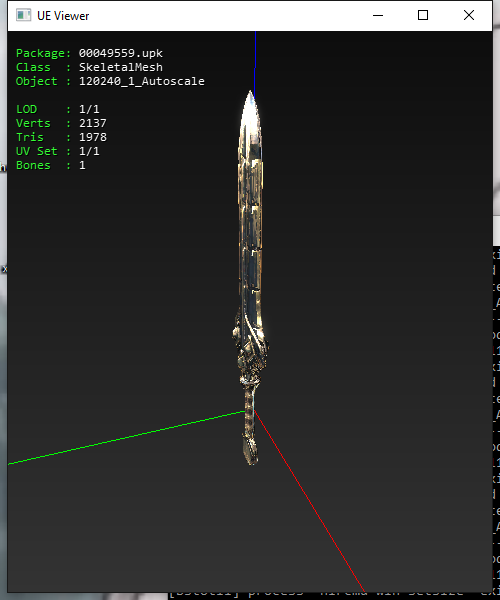 UE Viewer
Package: 00049559.upk
Class : SkeletalMesh
Object : 120240_1_Autoscale
LOD : 1/1
Verts : 2137
Tris : 1978
UV Set : 1/1
Bones : 1